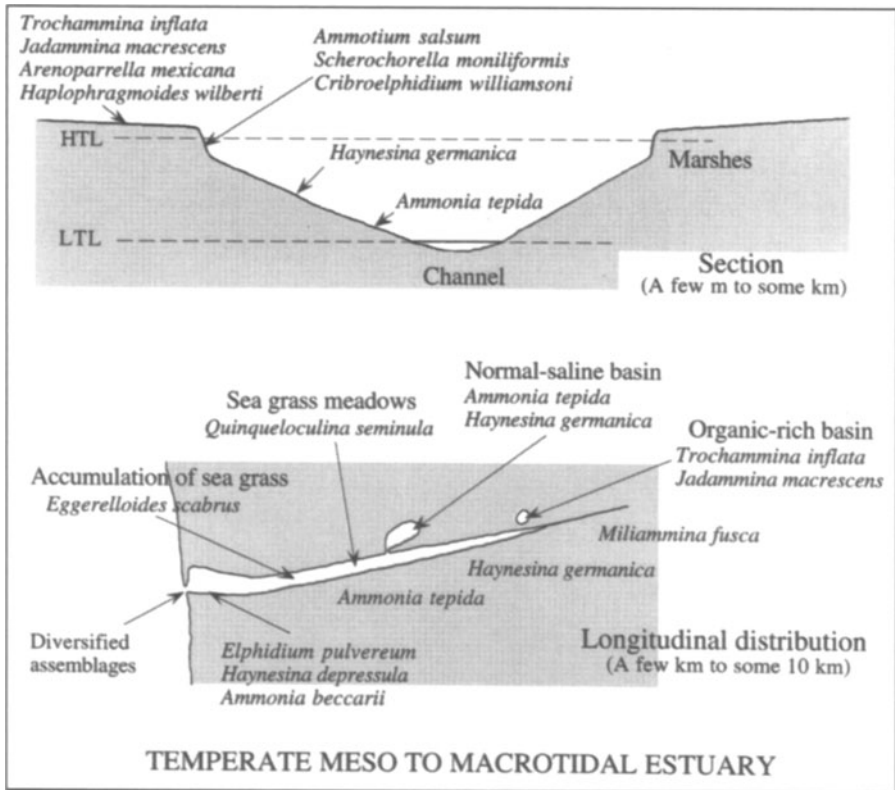 Trochammina inflata
Jadammina macrescens
Arenoparrella mexicana
Haplophragmoides wilberti
Ammotium salsum
Scherochorella moniliformis
Cribroelphidium williamsoni
HTL
Haynesina germanica
Marshes
Ammonia tepida
LTL
Channel
Section
(A few m to some km)
Normal-saline basin
Ammonia tepida
Haynesina germanica
Sea grass meadows
Quinqueloculina seminula
Organic-rich basin
Trochammina inflata
Jadammina macrescens
Accumulation of sea grass
Eggerelloides scabrus
Miliammina fusca
Haynesina germanica
Ammonia tepida
Diversified
assemblages
Elphidium pulvereum
Haynesina depressula
Ammonia beccarii
Longitudinal distribution
(A few km to some 10 km)
TEMPERATE MESO TO MACROTIDAL ESTUARY